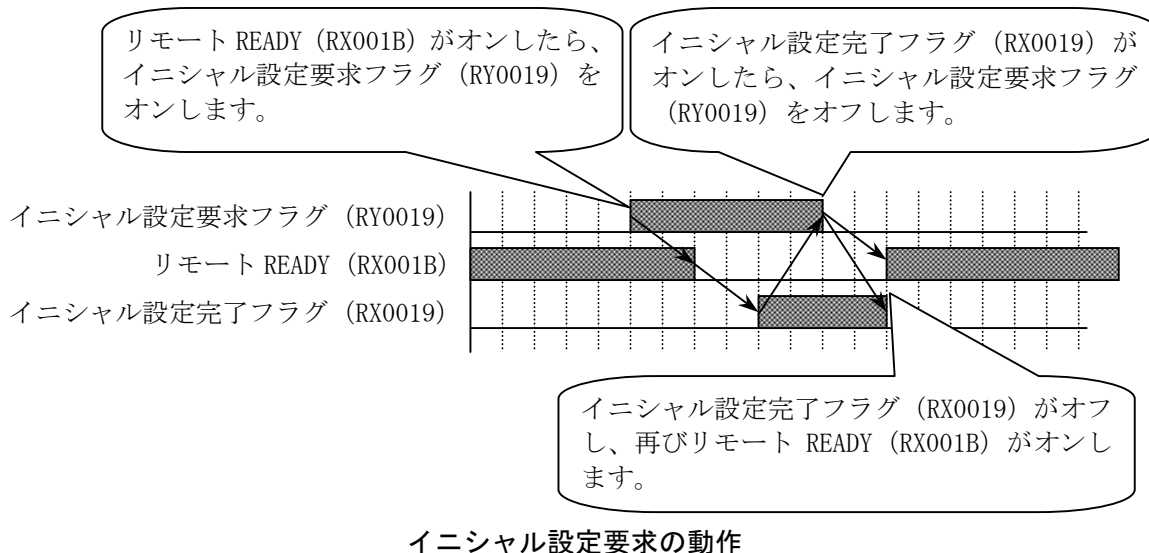 リモート READY (RX001B) がオンしたら、
イニシャル設定要求フラグ (RY0019) を
オンします。
イニシャル設定完了フラグ (RX0019) が
オンしたら、イニシャル設定要求フラグ
(RY0019) をオフします。
イニシャル設定要求フラグ (RY0019)
リモート READY (RX001B)
イニシャル設定完了フラグ (RX0019)
イニシャル設定完了フラグ (RX0019) がオフ
し、再びリモート READY (RX001B) がオンし
ます。
イニシャル設定要求の動作